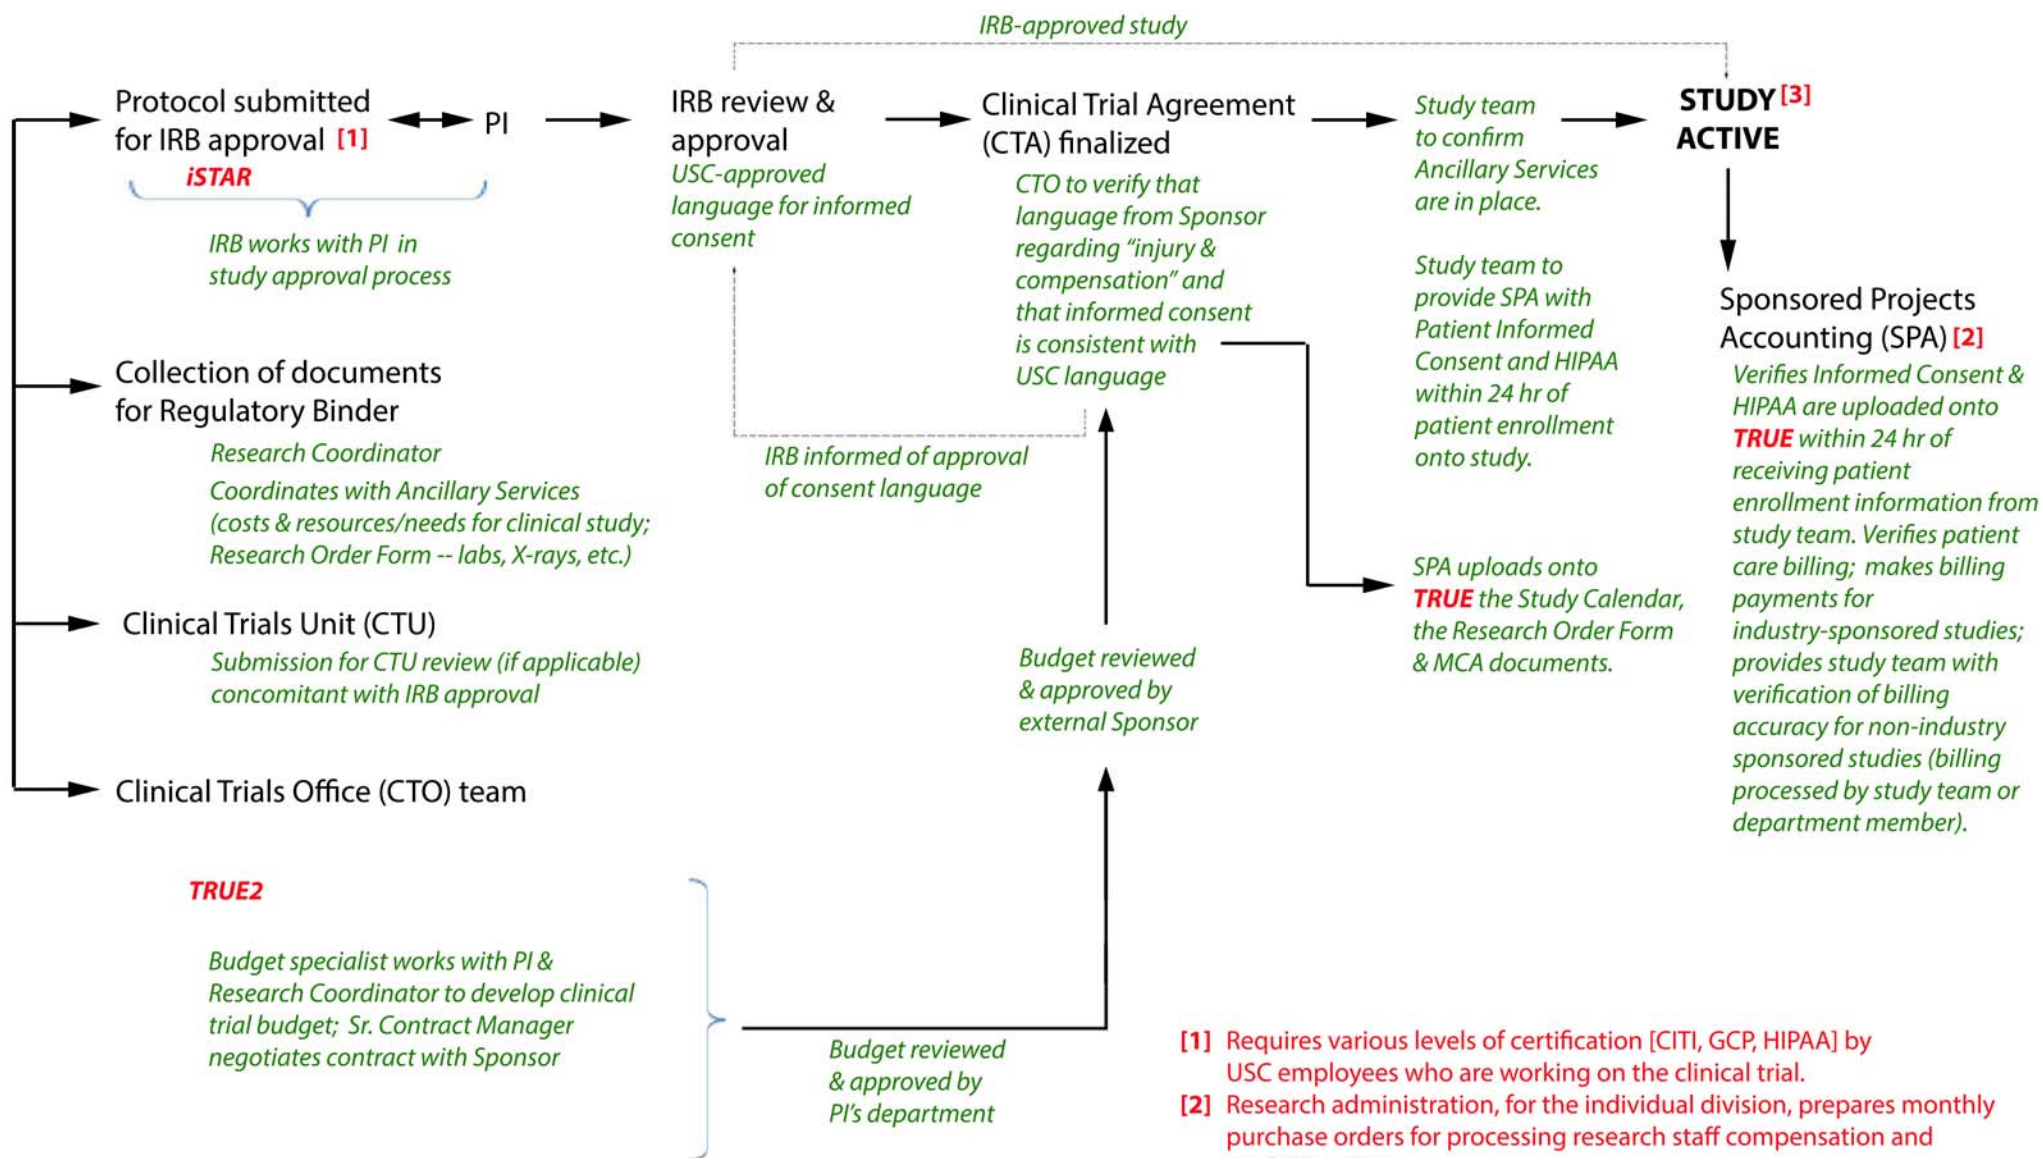 IRB-approved study
Protocol submitted
for IRB approval [1]
iSTAR
PI
IRB works with PI in
study approval process
IRB review &
approval
USC-approved
language for informed
consent
Clinical Trial Agreement
(CTA) finalized
CTO to verify that
language from Sponsor
regarding “injury &
compensation” and
that informed consent
is consistent with
USC language
IRB informed of approval
of consent language
Study team
to confirm
Ancillary Services
are in place.
Study team to
provide SPA with
Patient Informed
Consent and HIPAA
within 24 hr of
patient enrollment
onto study.
SPA uploads onto
TRUE the Study Calendar,
the Research Order Form
& MCA documents.
STUDY [3]
ACTIVE
Sponsored Projects
Accounting (SPA) [2]
Verifies Informed Consent &
HIPAA are uploaded onto
TRUE within 24 hr of
receiving patient
enrollment information from
study team. Verifies patient
care billing; makes billing
payments for
industry-sponsored studies;
provides study team with
verification of billing
accuracy for non-industry
sponsored studies (billing
processed by study team or
department member).
Collection of documents
for Regulatory Binder
Research Coordinator
Coordinates with Ancillary Services
(costs & resources/needs for clinical study;
Research Order Form -- labs, X-rays, etc.)
Clinical Trials Unit (CTU)
Submission for CTU review (if applicable)
concomitant with IRB approval
Clinical Trials Office (CTO) team
TRUE2
Budget specialist works with PI &
Research Coordinator to develop clinical
trial budget; Sr. Contract Manager
negotiates contract with Sponsor
Budget reviewed
& approved by
PI’s department
Budget reviewed
& approved by
external Sponsor
[1] Requires various levels of certification [CITI, GCP, HIPAA] by
USC employees who are working on the clinical trial.
[2] Research administration, for the individual division, prepares monthly
purchase orders for processing research staff compensation and